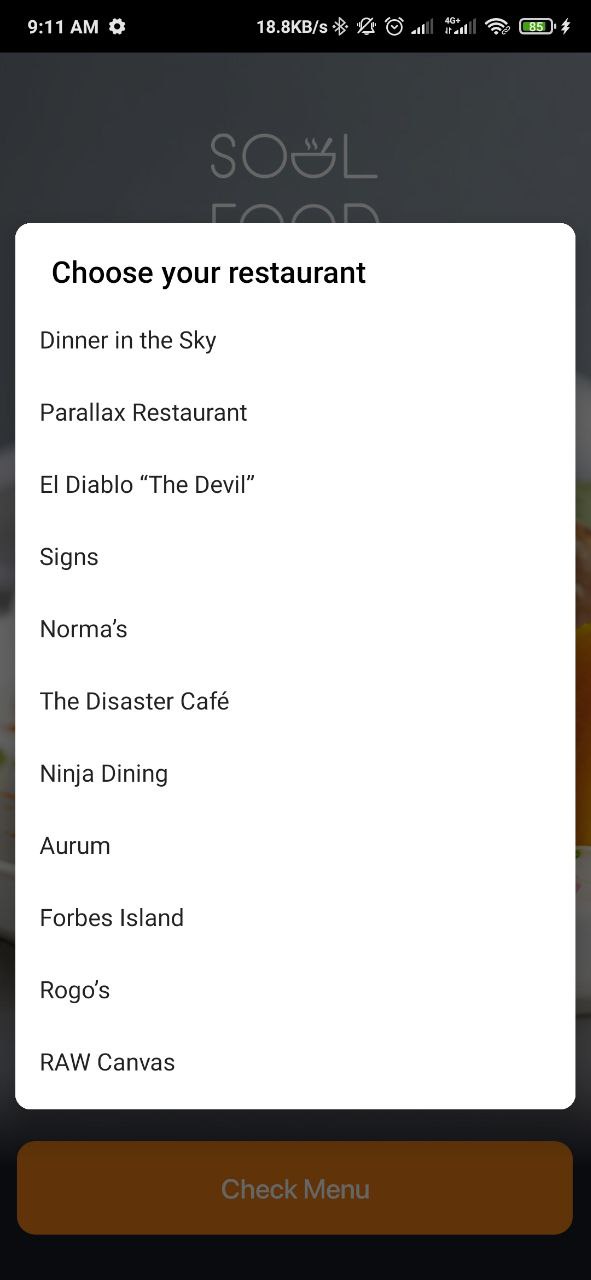 9:11 AM 18.8KB/s 4G+ 85
SOUL
FOOD
Choose your restaurant
Dinner in the Sky
Parallax Restaurant
El Diablo “The Devil”
Signs
Norma’s
The Disaster Café
Ninja Dining
Aurum
Forbes Island
Rogo’s
RAW Canvas
Check Menu